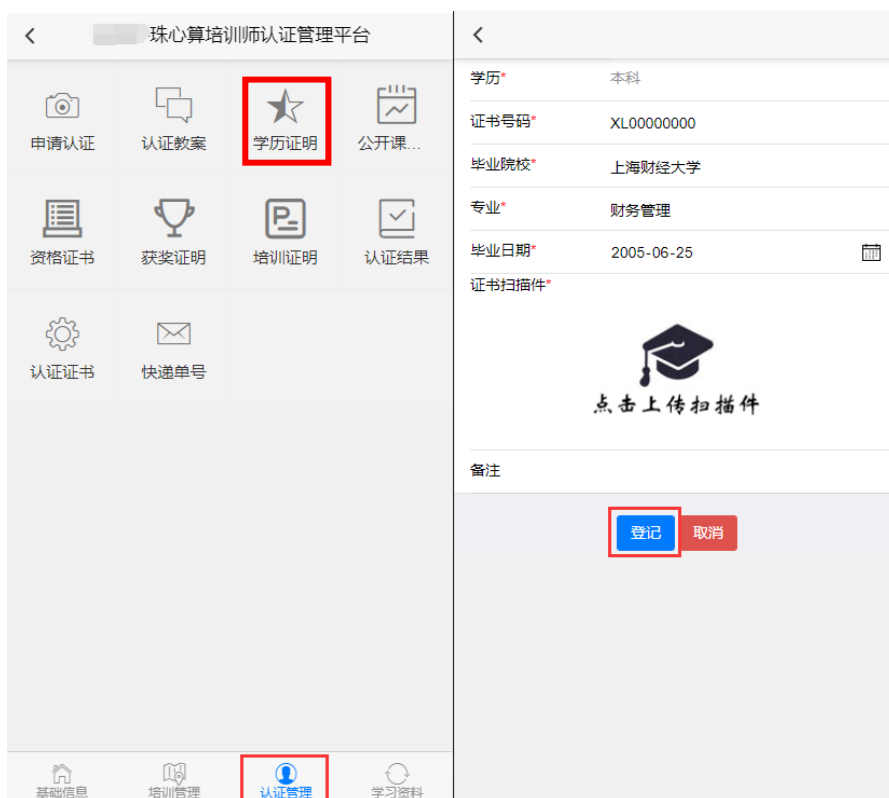 珠心算培训师认证管理平台
申请认证 认证教案 学历证明 公开课...
资格证书 获奖证明 培训证明 认证结果
认证证书 快递单号
基础信息 培训管理 认证管理 学习资料
学历* 本科
证书号码* XL00000000
毕业院校* 上海财经大学
专业* 财务管理
毕业日期* 2005-06-25
证书扫描件*
点击上传扫描件
备注
登记 取消